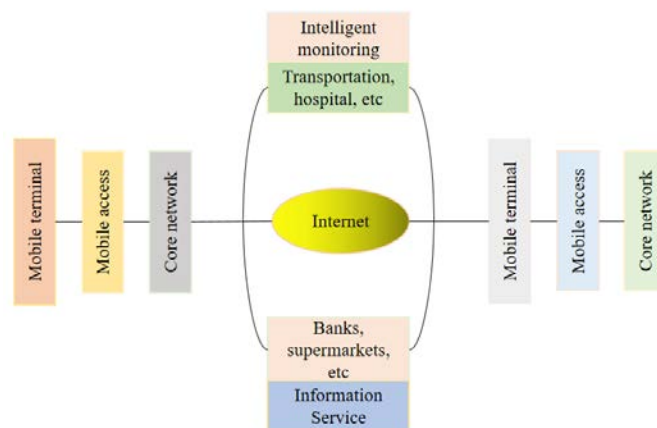 Intelligent
monitoring
Transportation,
hospital, etc
Mobile terminal
Mobile access
Core network
Internet
Mobile terminal
Mobile access
Core network
Banks,
supermarkets,
etc
Information
Service